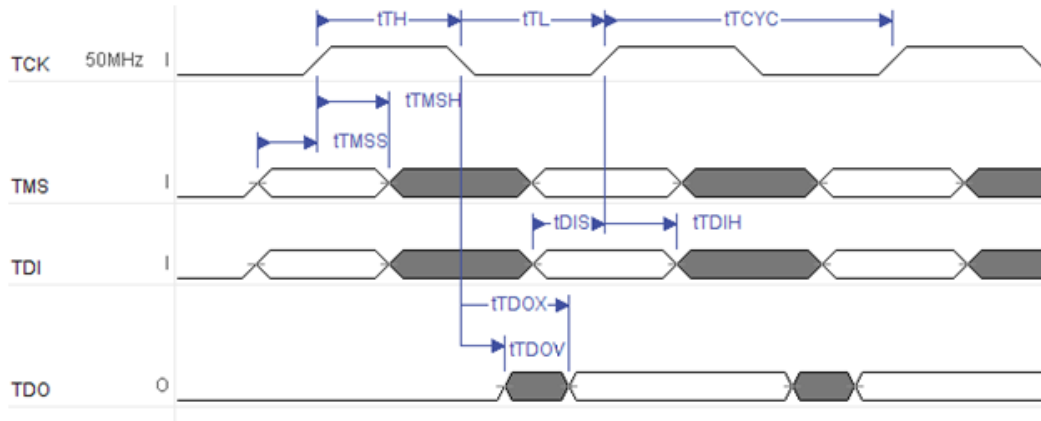 tTH tTL tTCYC
TCK 50MHz I
tTMSH
tTMSS
TMS I
tDIS tTDIH
TDI I
tTDOX
tTDOV
TDO O